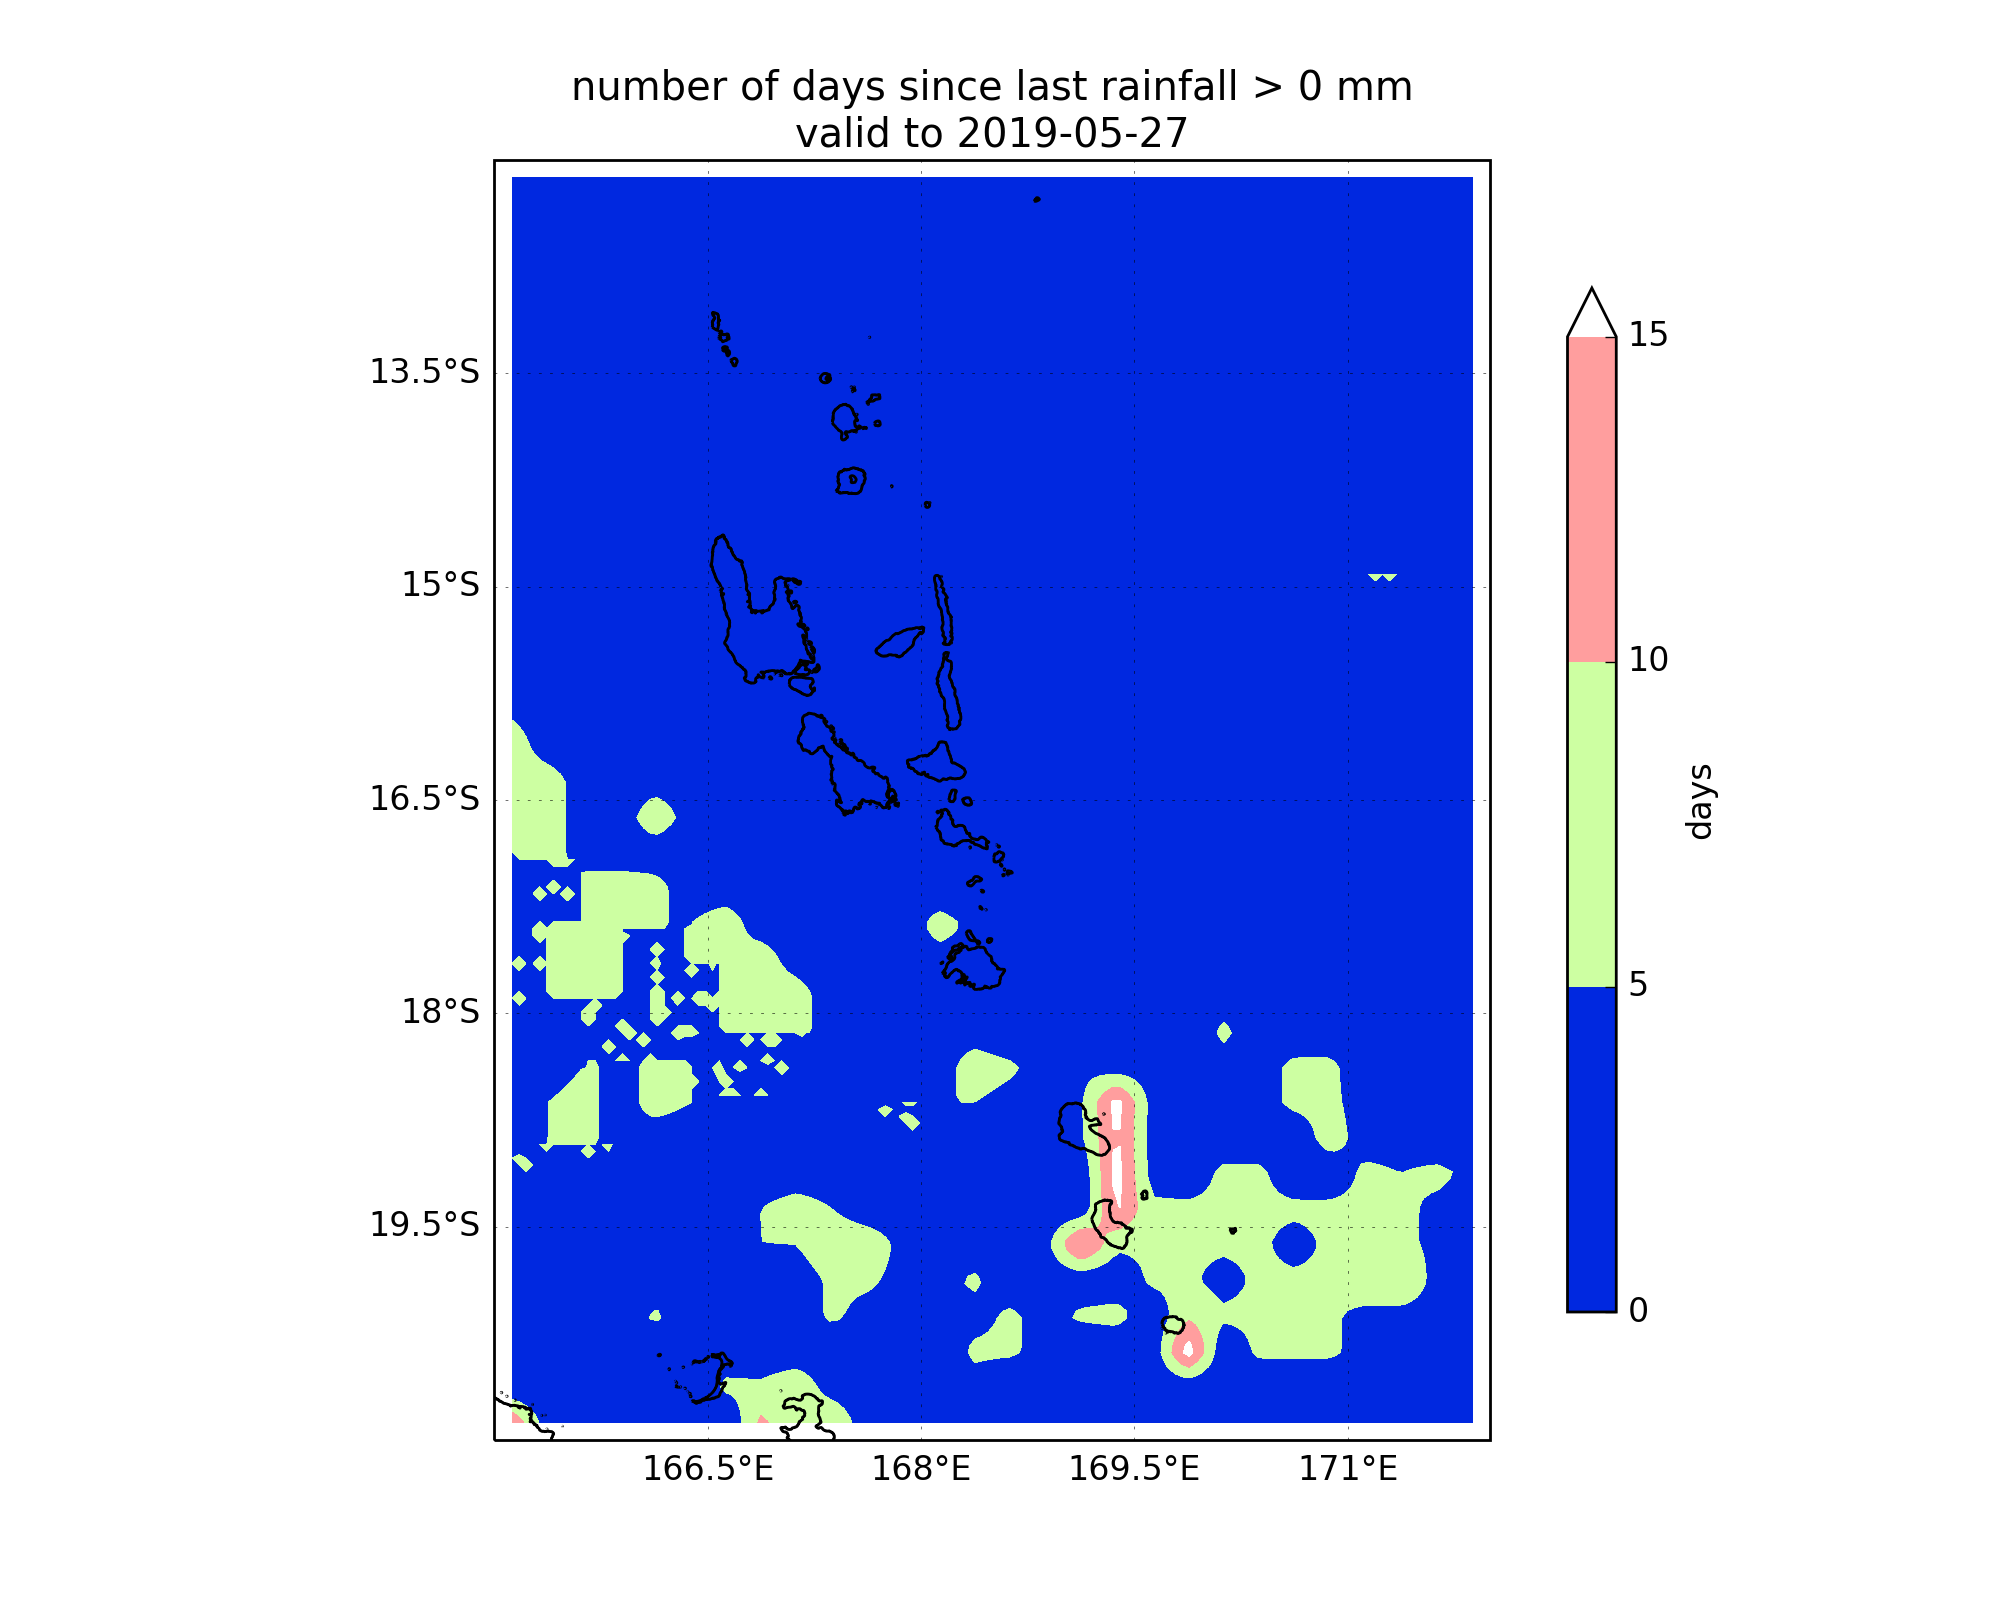 number of days since last rainfall > 0 mm
valid to 2019-05-27
13.5°S
15°S
16.5°S
18°S
19.5°S
166.5°E
168°E
169.5°E
171°E
15
10
5
0
days